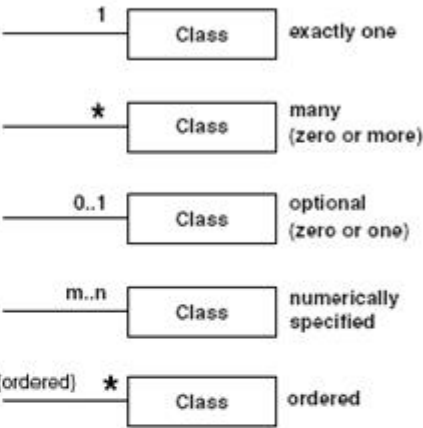 1
Class
exactly one
*
Class
many
(zero or more)
0..1
Class
optional
(zero or one)
m..n
Class
numerically
specified
(ordered) *
Class
ordered